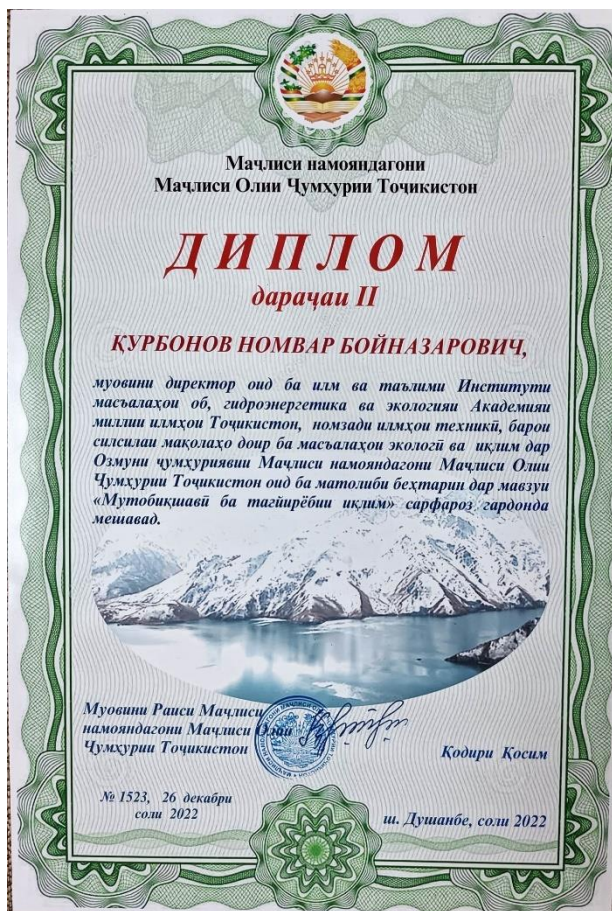 Маҷлиси намояндагони
Маҷлиси Олии Ҷумҳурии Тоҷикистон
ДИПЛОМ
дараҷаи II
ҚУРБОНОВ НОМВАР БОЙНАЗАРОВИЧ,
муовини директор оид ба илм ва таълими Институти
масъалаҳои об, гидроэнергетика ва экологияи Академияи
миллии илмҳои Тоҷикистон, номзади илмҳои техникӣ, барои
силсилаи мақолаҳо доир ба масъалаҳои экологӣ ва иқлим дар
Озмуни ҷумҳуриявии Маҷлиси намояндагони Маҷлиси Олии
Ҷумҳурии Тоҷикистон оид ба матолиби беҳтарин дар мавзуи
«Мутобиқшавӣ ба тағйирёбии иқлим» сарфароз гардонда
мешавад.
Муовини Раиси Маҷлиси
намояндагони Маҷлиси Олии
Ҷумҳурии Тоҷикистон
Қодири Қосим
№ 1523, 26 декабри
соли 2022
ш. Душанбе, соли 2022